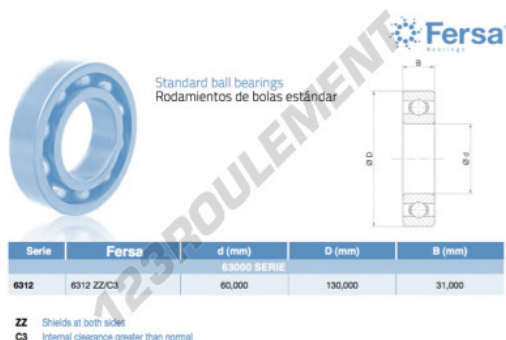 Fersa
Bearings
Standard ball bearings
Rodamientos de bolas estándar
B
Ø D
Ø d
Serie Fersa d (mm) D (mm) B (mm)
63000 SERIE
6312 6312 ZZ/C3 60,000 130,000 31,000
ZZ Shields at both sides
C3 Internal clearance greater than normal
123ROULEMENT